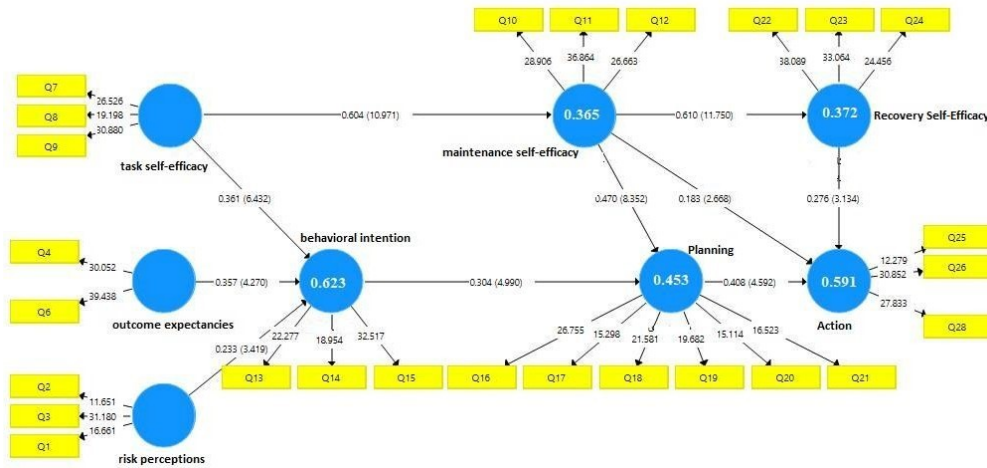 Q10
Q11
Q12
Q22
Q23
Q24
28.906
36.864
26.663
38.089
33.064
24.456
Q7
Q8
Q9
26.526
19.198
30.880
task self-efficacy
0.604 (10.971)
0.365
maintenance self-efficacy
0.610 (11.750)
0.372
Recovery Self-Efficacy
0.361 (6.432)
0.470 (8.352)
0.183 (2.668)
0.276 (3.134)
Q4
Q6
30.052
39.438
outcome expectancies
0.357 (4.270)
behavioral intention
0.623
0.304 (4.990)
Planning
0.453
0.408 (4.592)
0.591
Action
12.279
30.852
27.833
Q25
Q26
Q28
0.233 (3.419)
22.277
18.954
32.517
Q13
Q14
Q15
26.755
15.298
21.581
19.682
15.114
16.523
Q16
Q17
Q18
Q19
Q20
Q21
Q2
Q3
Q1
11.651
31.180
16.661
risk perceptions